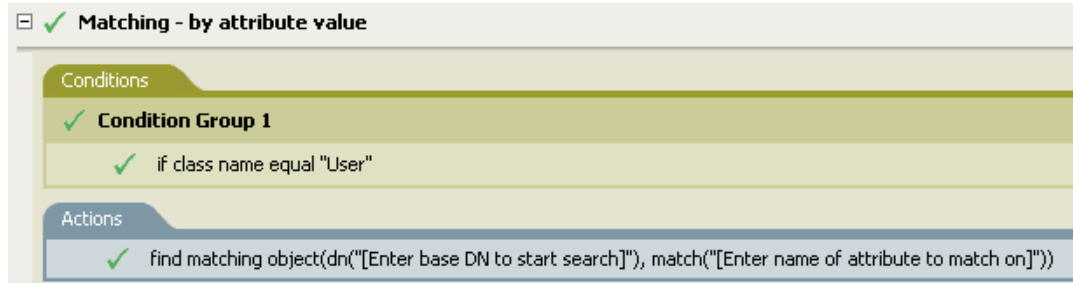 Matching - by attribute value
Conditions
Condition Group 1
if class name equal "User"
Actions
find matching object(dn("[Enter base DN to start search]"), match("[Enter name of attribute to match on]"))